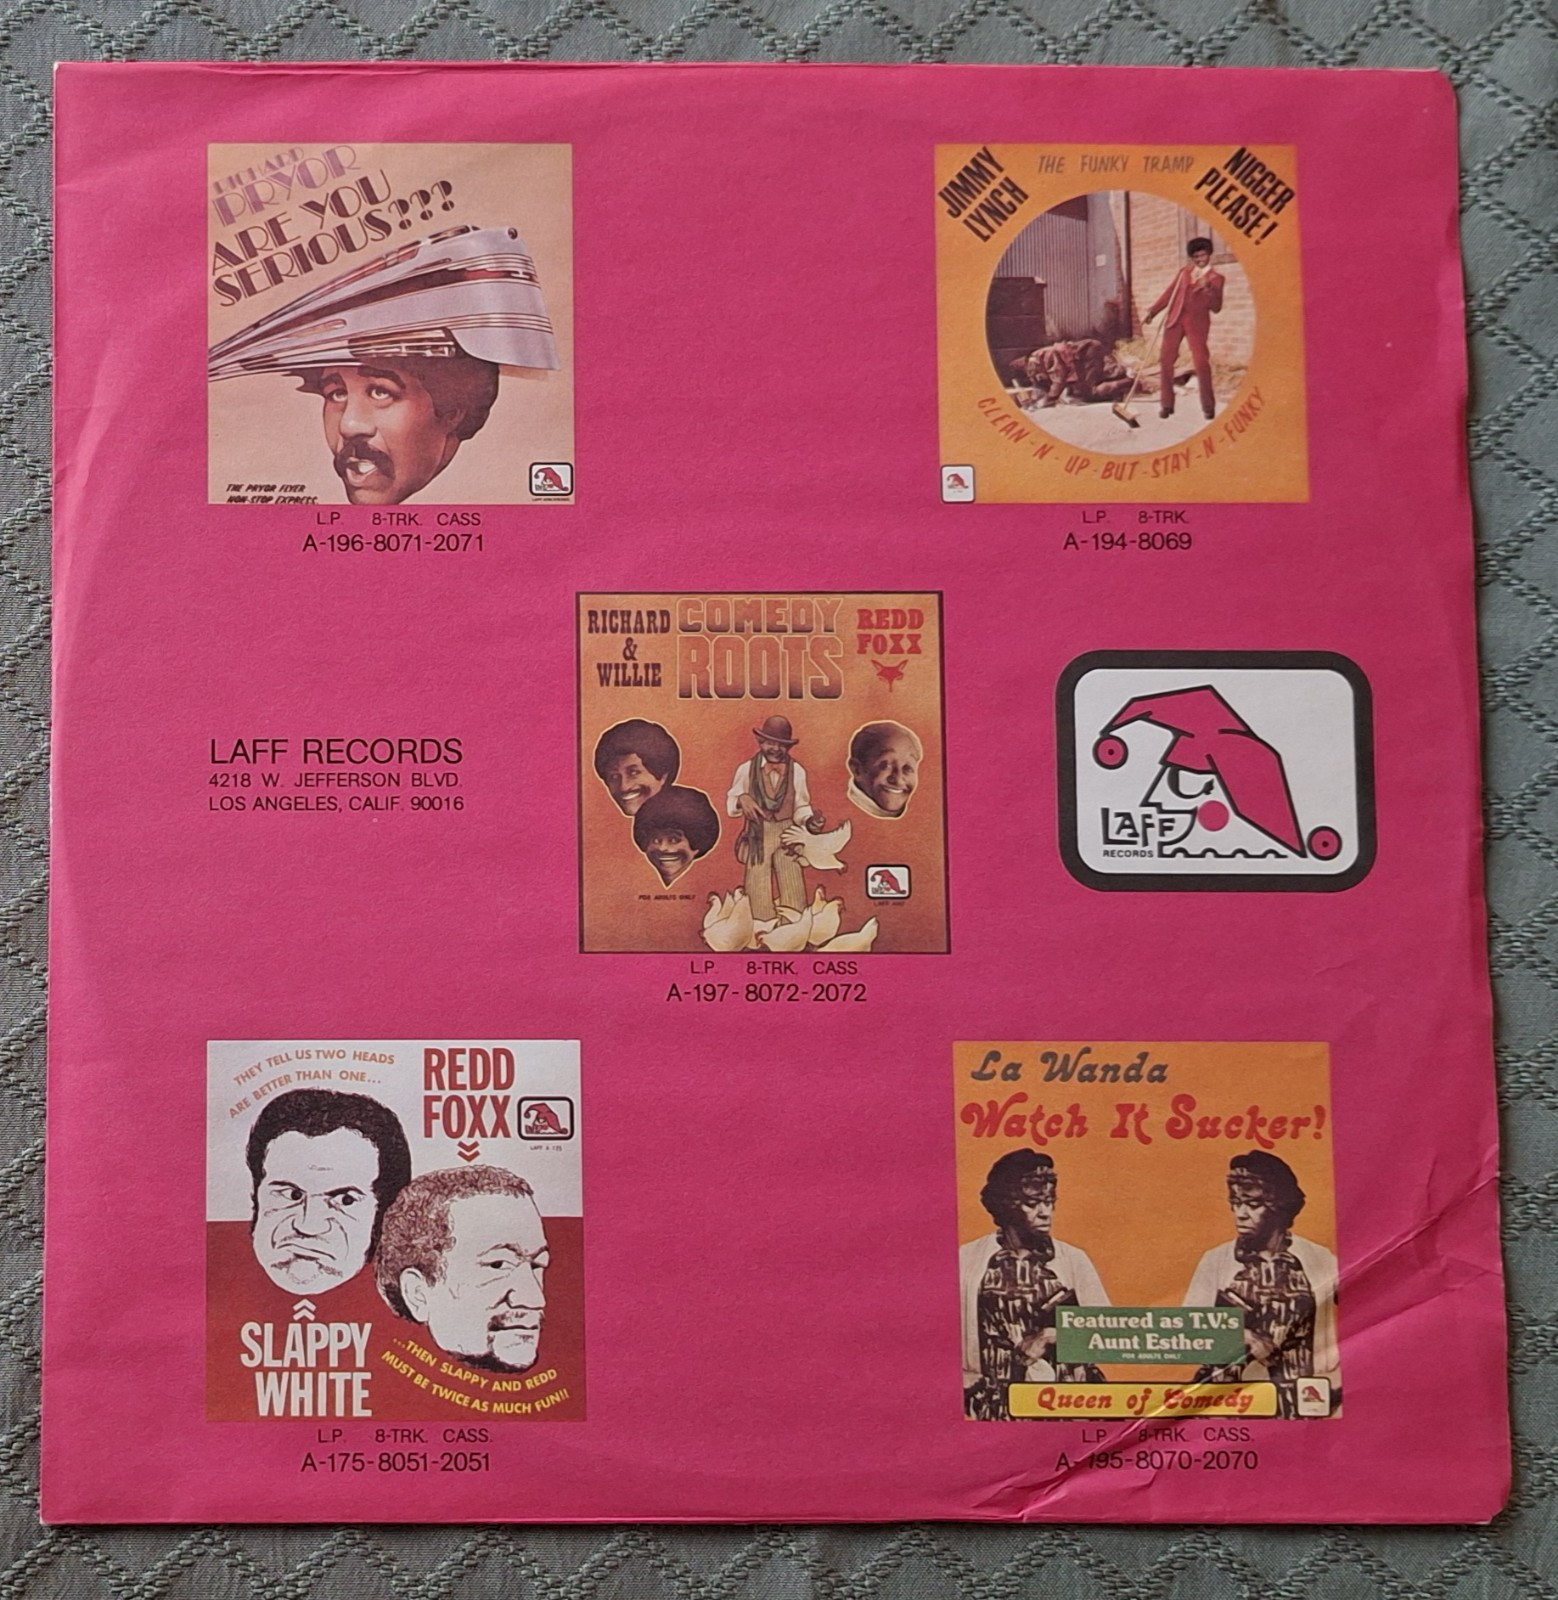 RICHARD
PRYOR
ARE YOU
SERIOUS???
THE PRYOR FLYER
NON-STOP EXPRESS
L.P. 8-TRK. CASS.
A-196-8071-2071
JIMMY
LYNCH
THE FUNKY TRAMP
NIGGER
PLEASE!
CLEAN-N-UP-BUT-STAY-N-FUNKY
L.P. 8-TRK.
A-194-8069
RICHARD
&
WILLIE
COMEDY
ROOTS
REDD
FOXX
FOR ADULTS ONLY
L.P. 8-TRK. CASS.
A-197-8072-2072
LAFF RECORDS
4218 W. JEFFERSON BLVD.
LOS ANGELES, CALIF. 90016
LAFF
RECORDS
THEY TELL US TWO HEADS
ARE BETTER THAN ONE...
REDD
FOXX
SLAPPY
WHITE
...THEN SLAPPY AND REDD
MUST BE TWICE AS MUCH FUN!!
L.P. 8-TRK. CASS.
A-175-8051-2051
La Wanda
Watch It Sucker!
Featured as T.V.'s
Aunt Esther
FOR ADULTS ONLY
Queen of Comedy
L.P. 8-TRK. CASS.
A-195-8070-2070